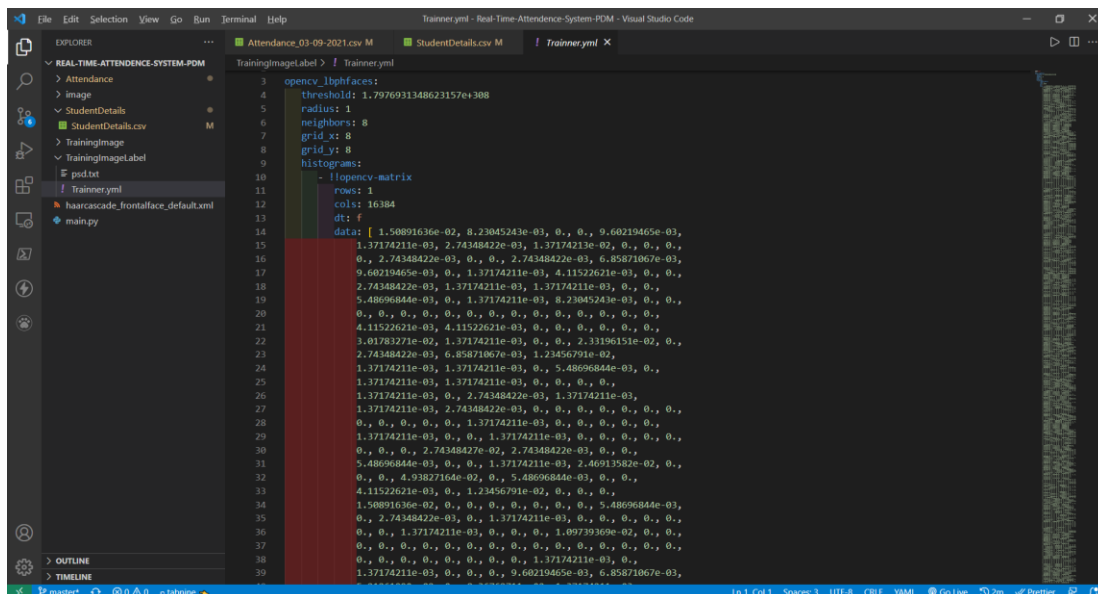 File Edit Selection View Go Run Terminal Help
Trainner.yml - Real-Time-Attendence-System-PDM - Visual Studio Code
EXPLORER
REAL-TIME-ATTENDENCE-SYSTEM-PDM
> Attendance
> image
StudentDetails
StudentDetails.csv M
> TrainingImage
TrainingImageLabel
psd.txt
! Trainner.yml
haarcascade_frontalface_default.xml
main.py
> OUTLINE
> TIMELINE
6
Attendance_03-09-2021.csv M StudentDetails.csv M ! Trainner.yml
TrainingImageLabel > ! Trainner.yml
3 opencv_lbphfaces:
4 threshold: 1.7976931348623157e+308
5 radius: 1
6 neighbors: 8
7 grid_x: 8
8 grid_y: 8
9 histograms:
10 - !!opencv-matrix
11 rows: 1
12 cols: 16384
13 dt: f
14 data: [ 1.50891636e-02, 8.23045243e-03, 0., 0., 9.60219465e-03,
15 1.37174211e-03, 2.74348422e-03, 1.37174213e-02, 0., 0., 0.,
16 0., 2.74348422e-03, 0., 0., 2.74348422e-03, 6.85871067e-03,
17 9.60219465e-03, 0., 1.37174211e-03, 4.11522621e-03, 0., 0.,
18 2.74348422e-03, 1.37174211e-03, 1.37174211e-03, 0., 0.,
19 5.48696844e-03, 0., 1.37174211e-03, 8.23045243e-03, 0., 0.,
20 0., 0., 0., 0., 0., 0., 0., 0., 0., 0., 0., 0., 0.,
21 4.11522621e-03, 4.11522621e-03, 0., 0., 0., 0., 0.,
22 3.01783271e-02, 1.37174211e-03, 0., 0., 2.33196151e-02, 0.,
23 2.74348422e-03, 6.85871067e-03, 1.23456791e-02,
24 1.37174211e-03, 1.37174211e-03, 0., 5.48696844e-03, 0.,
25 1.37174211e-03, 1.37174211e-03, 0., 0., 0., 0.,
26 1.37174211e-03, 0., 2.74348422e-03, 1.37174211e-03,
27 1.37174211e-03, 2.74348422e-03, 0., 0., 0., 0., 0., 0., 0.,
28 0., 0., 0., 0., 0., 1.37174211e-03, 0., 0., 0., 0., 0.,
29 1.37174211e-03, 0., 0., 1.37174211e-03, 0., 0., 0., 0., 0.,
30 0., 0., 0., 2.74348427e-02, 2.74348422e-03, 0., 0., 0.,
31 5.48696844e-03, 0., 0., 1.37174211e-03, 2.46913582e-02, 0.,
32 0., 0., 4.93827164e-02, 0., 5.48696844e-03, 0., 0.,
33 4.11522621e-03, 0., 1.23456791e-02, 0., 0., 0.,
34 1.50891636e-02, 0., 0., 0., 0., 0., 0., 0., 5.48696844e-03,
35 0., 2.74348422e-03, 0., 1.37174211e-03, 0., 0., 0., 0., 0.,
36 0., 0., 1.37174211e-03, 0., 0., 0., 1.09739369e-02, 0., 0.,
37 0., 0., 0., 0., 0., 0., 0., 0., 0., 0., 0., 0., 0.,
38 0., 0., 0., 0., 0., 0., 0., 0., 1.37174211e-03, 0.,
39 1.37174211e-03, 0., 0., 0., 9.60219465e-03, 6.85871067e-03,
master* 0 0 tabnine Ln 1, Col 1 Spaces: 3 UTF-8 CRLF YAML Go Live 2m Prettier